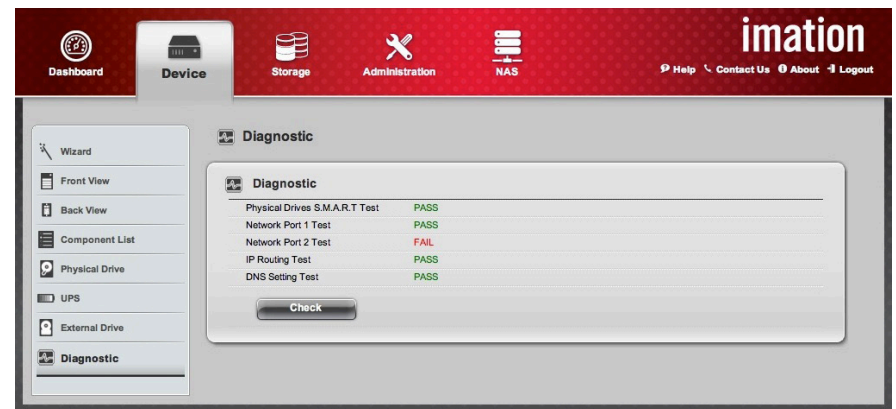 imation
Dashboard
Device
Storage
Administration
NAS
Help Contact Us About Logout
Wizard
Front View
Back View
Component List
Physical Drive
UPS
External Drive
Diagnostic
Diagnostic
Diagnostic
Physical Drives S.M.A.R.T Test PASS
Network Port 1 Test PASS
Network Port 2 Test FAIL
IP Routing Test PASS
DNS Setting Test PASS
Check